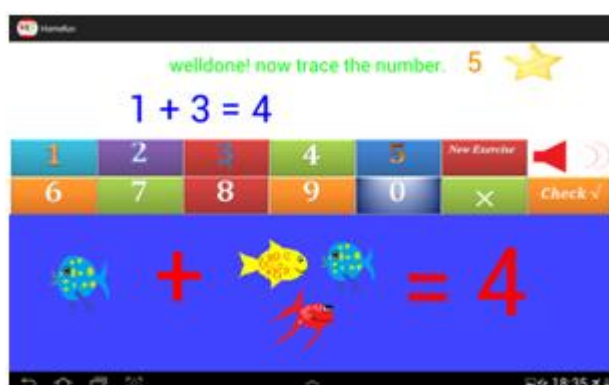 welldone! now trace the number. 5
1 + 3 = 4
1 2 3 4 5 New Exercise
6 7 8 9 0 × Check √
+ = 4
18:35